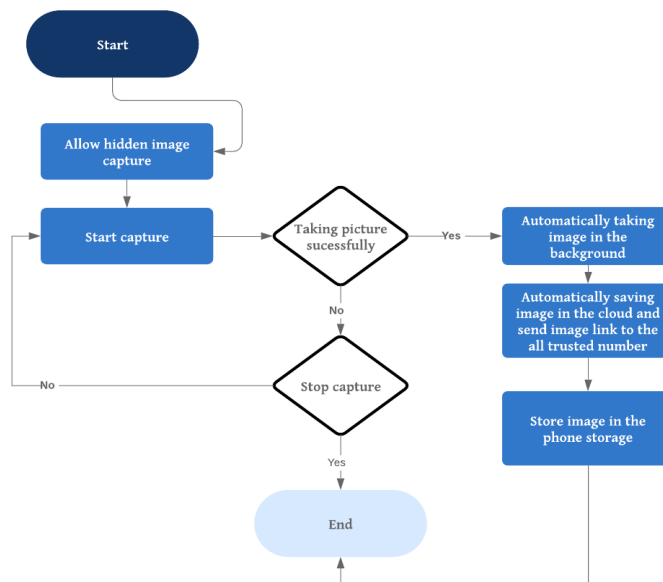 Start
Allow hidden image
capture
Start capture
Taking picture
sucessfully
Yes
Automatically taking
image in the
background
Automatically saving
image in the cloud and
send image link to the
all trusted number
No
Stop capture
No
Store image in the
phone storage
Yes
End